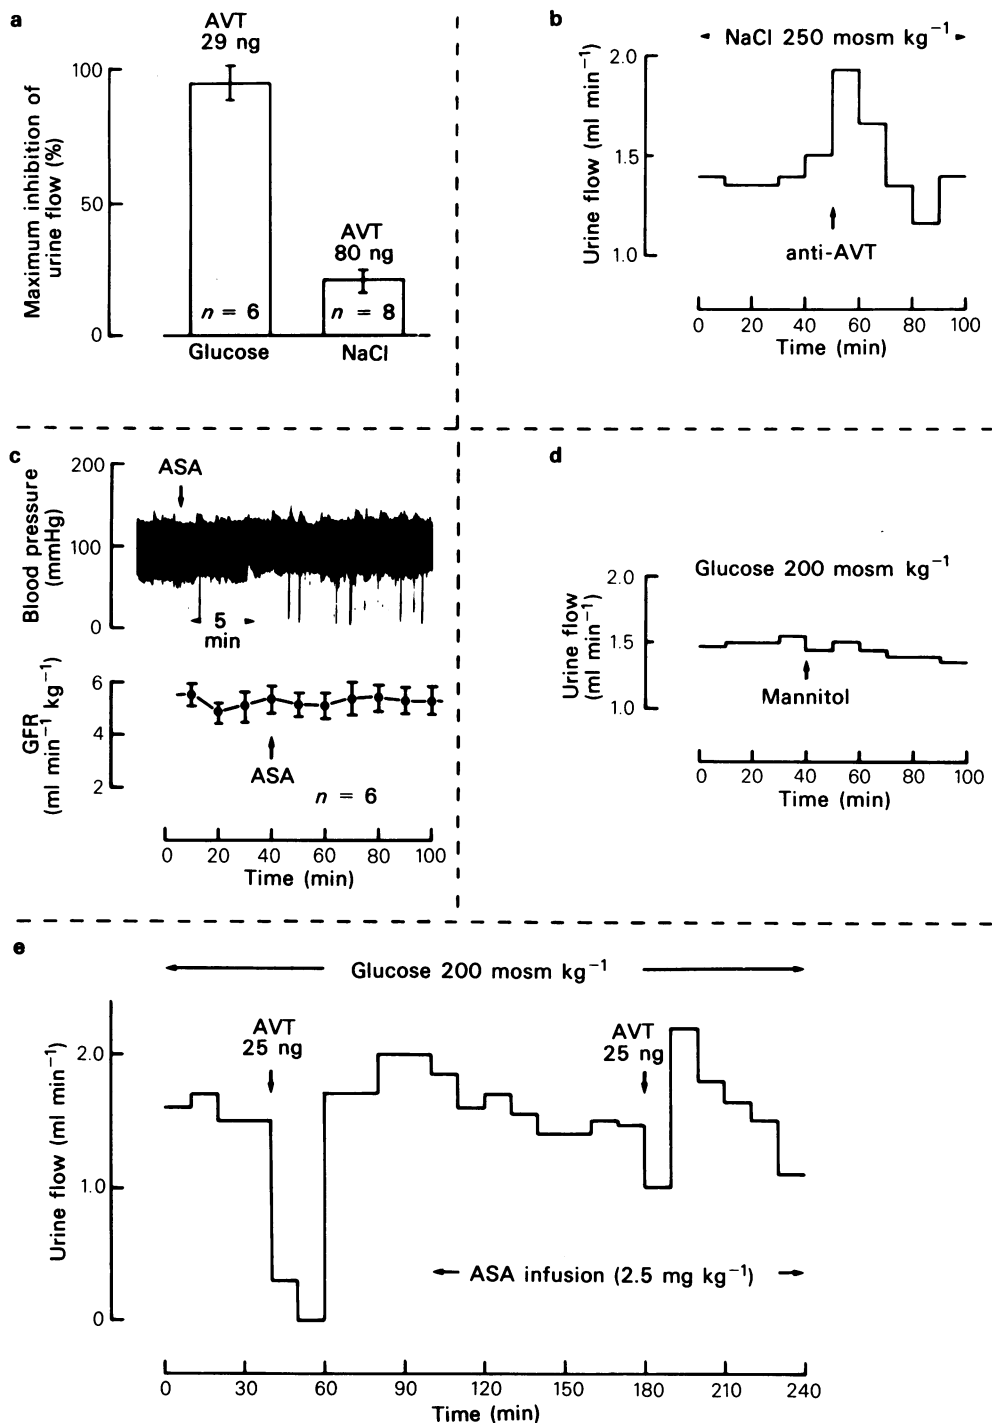 a
AVT
29 ng
Maximum inhibition of
urine flow (%)
100
50
0
AVT
80 ng
n = 6
n = 8
Glucose
NaCl
b
NaCl 250 mosm kg⁻¹
Urine flow (ml min⁻¹)
2.0
1.5
1.0
anti-AVT
0 20 40 60 80 100
Time (min)
c
Blood pressure
(mmHg)
200
100
0
ASA
5
min
GFR
(ml min⁻¹ kg⁻¹)
6
4
2
ASA
n = 6
0 20 40 60 80 100
Time (min)
d
Glucose 200 mosm kg⁻¹
Urine flow
(ml min⁻¹)
2.0
1.5
1.0
Mannitol
0 20 40 60 80 100
Time (min)
e
Glucose 200 mosm kg⁻¹
Urine flow (ml min⁻¹)
2.0
1.0
0
AVT
25 ng
AVT
25 ng
ASA infusion (2.5 mg kg⁻¹)
0 30 60 90 120 150 180 210 240
Time (min)